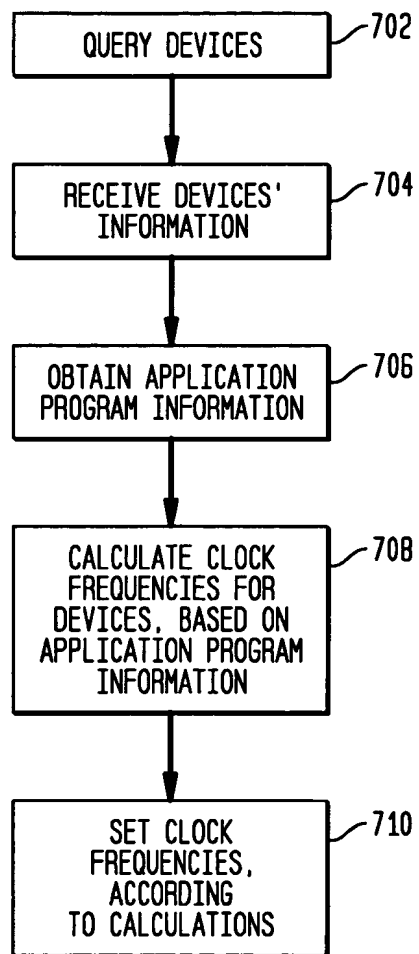 QUERY DEVICES
702
RECEIVE DEVICES'
INFORMATION
704
OBTAIN APPLICATION
PROGRAM INFORMATION
706
CALCULATE CLOCK
FREQUENCIES FOR
DEVICES, BASED ON
APPLICATION PROGRAM
INFORMATION
708
SET CLOCK
FREQUENCIES,
ACCORDING
TO CALCULATIONS
710